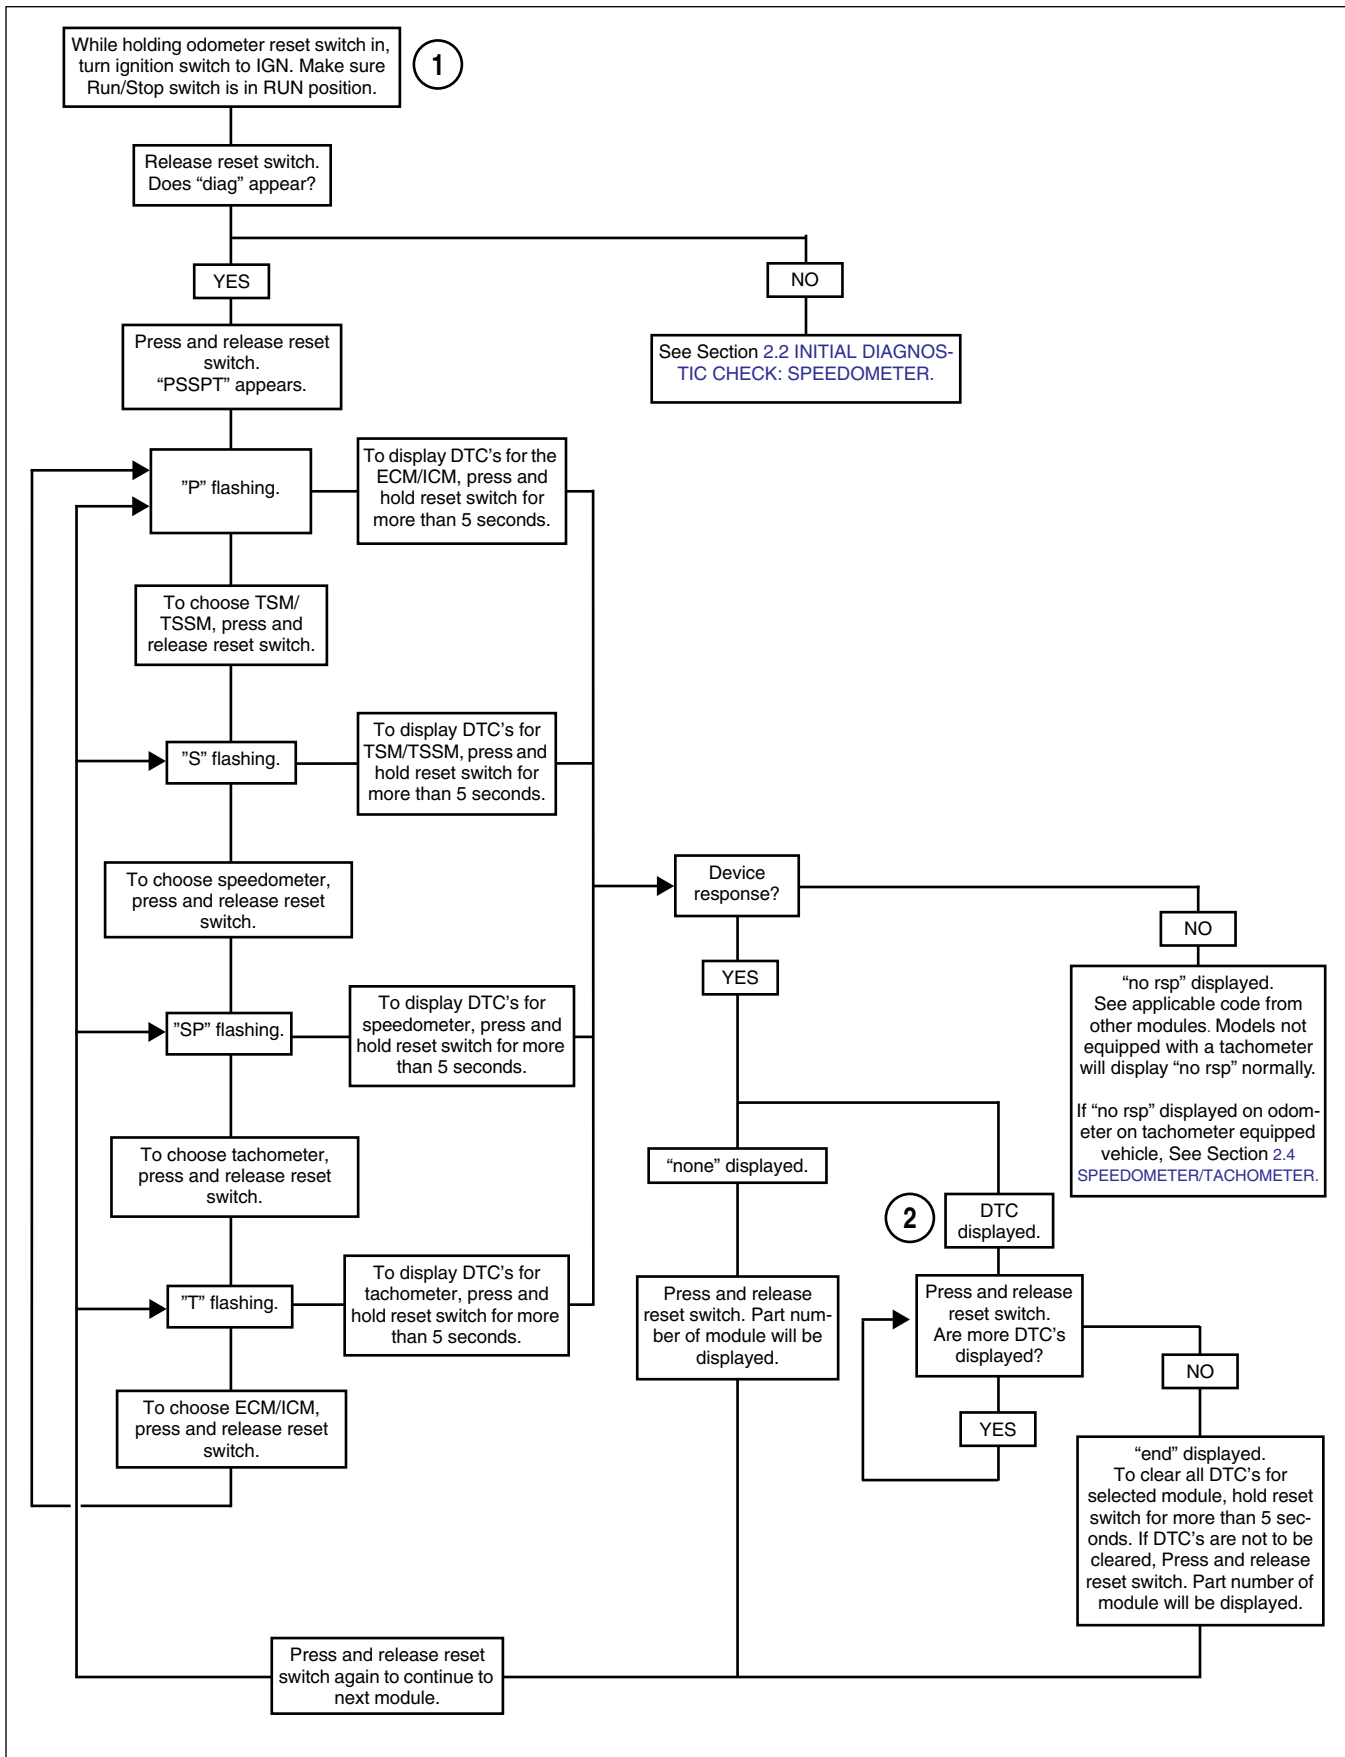 While holding odometer reset switch in,
turn ignition switch to IGN. Make sure
Run/Stop switch is in RUN position.
1
Release reset switch.
Does “diag” appear?
YES
NO
Press and release reset
switch.
“PSSPT” appears.
See Section 2.2 INITIAL DIAGNOS-
TIC CHECK: SPEEDOMETER.
”P” flashing.
To display DTC’s for the
ECM/ICM, press and
hold reset switch for
more than 5 seconds.
To choose TSM/
TSSM, press and
release reset switch.
”S” flashing.
To display DTC’s for
TSM/TSSM, press and
hold reset switch for
more than 5 seconds.
To choose speedometer,
press and release reset
switch.
”SP” flashing.
To display DTC’s for
speedometer, press and
hold reset switch for more
than 5 seconds.
To choose tachometer,
press and release reset
switch.
”T” flashing.
To display DTC’s for
tachometer, press and
hold reset switch for more
than 5 seconds.
To choose ECM/ICM,
press and release reset
switch.
Device
response?
YES
NO
“no rsp” displayed.
See applicable code from
other modules. Models not
equipped with a tachometer
will display “no rsp” normally.
If “no rsp” displayed on odom-
eter on tachometer equipped
vehicle, See Section 2.4
SPEEDOMETER/TACHOMETER.
“none” displayed.
2
DTC
displayed.
Press and release
reset switch. Part num-
ber of module will be
displayed.
Press and release
reset switch.
Are more DTC’s
displayed?
YES
NO
“end” displayed.
To clear all DTC’s for
selected module, hold reset
switch for more than 5 sec-
onds. If DTC’s are not to be
cleared, Press and release
reset switch. Part number of
module will be displayed.
Press and release reset
switch again to continue to
next module.